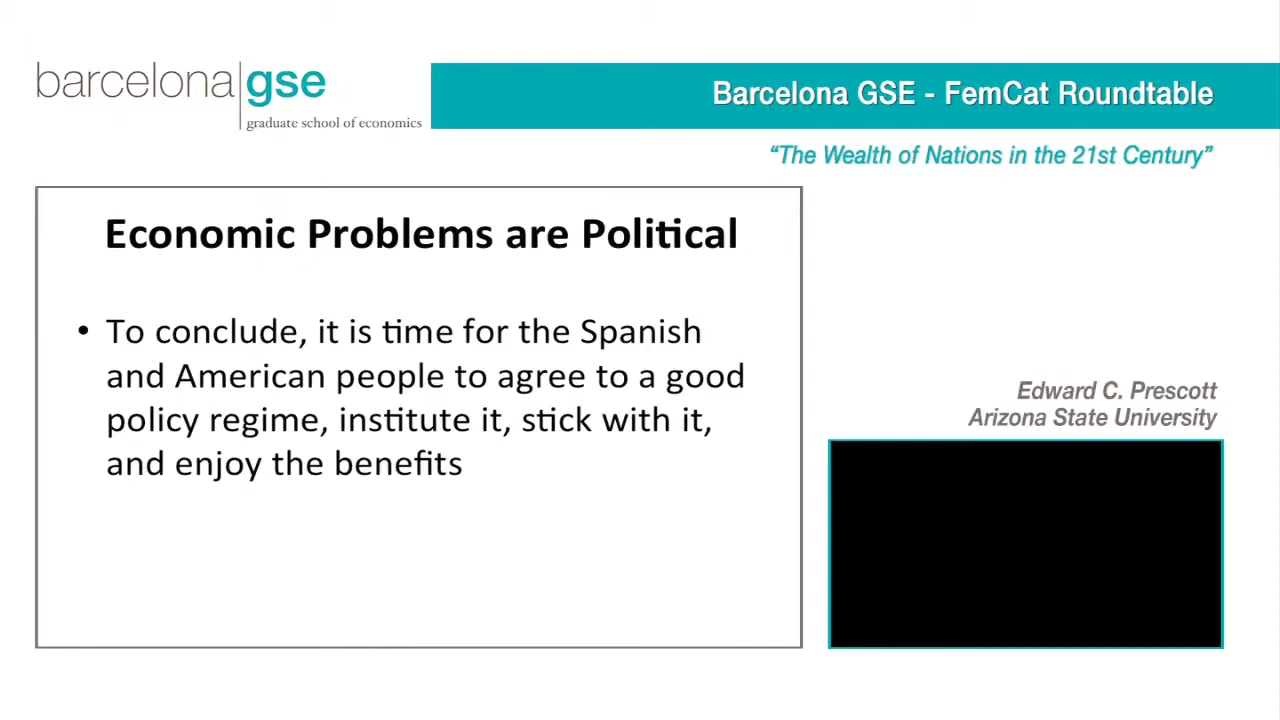 barcelona gse
graduate school of economics
Barcelona GSE - FemCat Roundtable
“The Wealth of Nations in the 21st Century”
Economic Problems are Political
• To conclude, it is time for the Spanish
and American people to agree to a good
policy regime, institute it, stick with it,
and enjoy the benefits
Edward C. Prescott
Arizona State University